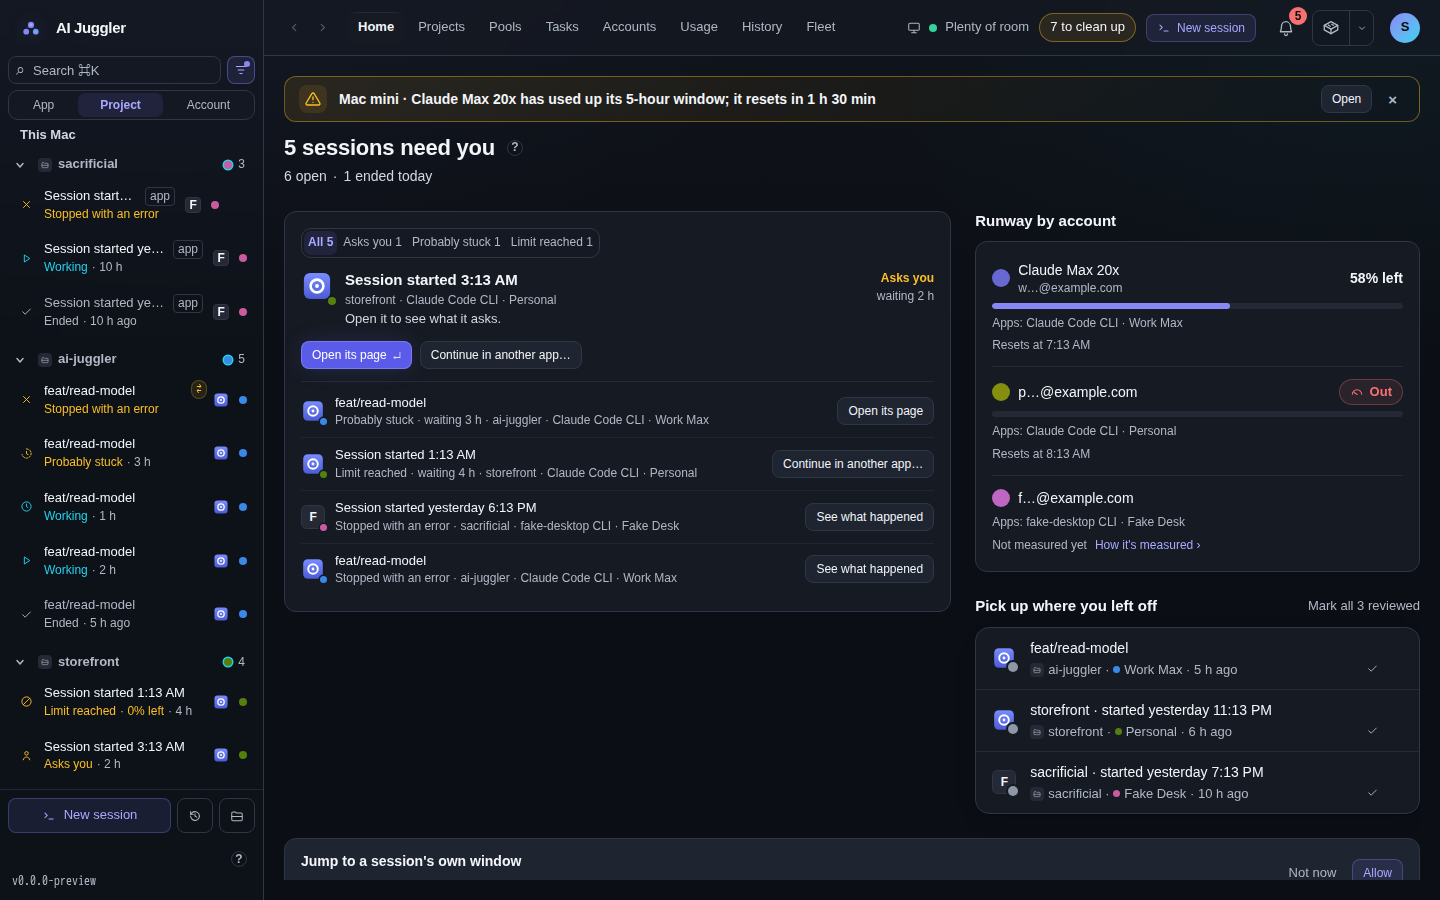 AI Juggler
Search ⌘K
App Project Account
This Mac
sacrificial 3
Session start… app F
Stopped with an error
Session started ye… app F
Working · 10 h
Session started ye… app F
Ended · 10 h ago
ai-juggler 5
feat/read-model
Stopped with an error
feat/read-model
Probably stuck · 3 h
feat/read-model
Working · 1 h
feat/read-model
Working · 2 h
feat/read-model
Ended · 5 h ago
storefront 4
Session started 1:13 AM
Limit reached · 0% left · 4 h
Session started 3:13 AM
Asks you · 2 h
New session
?
v0.0.0-preview
Home Projects Pools Tasks Accounts Usage History Fleet
Plenty of room 7 to clean up New session 5 S
Mac mini · Claude Max 20x has used up its 5-hour window; it resets in 1 h 30 min
Open ×
5 sessions need you ?
6 open · 1 ended today
All 5 Asks you 1 Probably stuck 1 Limit reached 1
Session started 3:13 AM
storefront · Claude Code CLI · Personal
Open it to see what it asks.
Asks you
waiting 2 h
Open its page ↵ Continue in another app…
feat/read-model
Probably stuck · waiting 3 h · ai-juggler · Claude Code CLI · Work Max
Open its page
Session started 1:13 AM
Limit reached · waiting 4 h · storefront · Claude Code CLI · Personal
Continue in another app…
F
Session started yesterday 6:13 PM
Stopped with an error · sacrificial · fake-desktop CLI · Fake Desk
See what happened
feat/read-model
Stopped with an error · ai-juggler · Claude Code CLI · Work Max
See what happened
Runway by account
Claude Max 20x
w…@example.com
58% left
Apps: Claude Code CLI · Work Max
Resets at 7:13 AM
p…@example.com
Out
Apps: Claude Code CLI · Personal
Resets at 8:13 AM
f…@example.com
Apps: fake-desktop CLI · Fake Desk
Not measured yet How it's measured ›
Pick up where you left off Mark all 3 reviewed
feat/read-model
ai-juggler · Work Max · 5 h ago
storefront · started yesterday 11:13 PM
storefront · Personal · 6 h ago
F
sacrificial · started yesterday 7:13 PM
sacrificial · Fake Desk · 10 h ago
Jump to a session's own window
Not now Allow